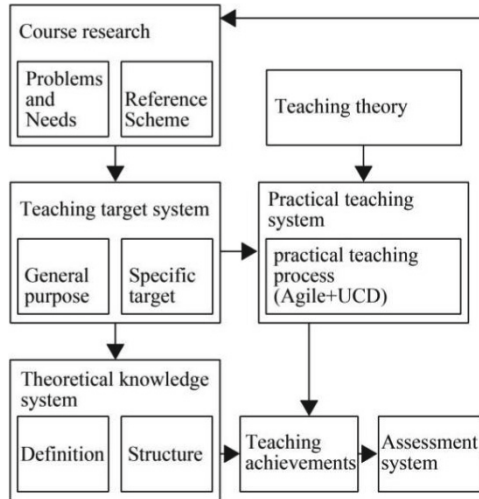 Course research
Problems
and
Needs
Reference
Scheme
Teaching theory
Teaching target system
General
purpose
Specific
target
Practical teaching
system
practical teaching
process
(Agile+UCD)
Theoretical knowledge
system
Definition
Structure
Teaching
achievements
Assessment
system